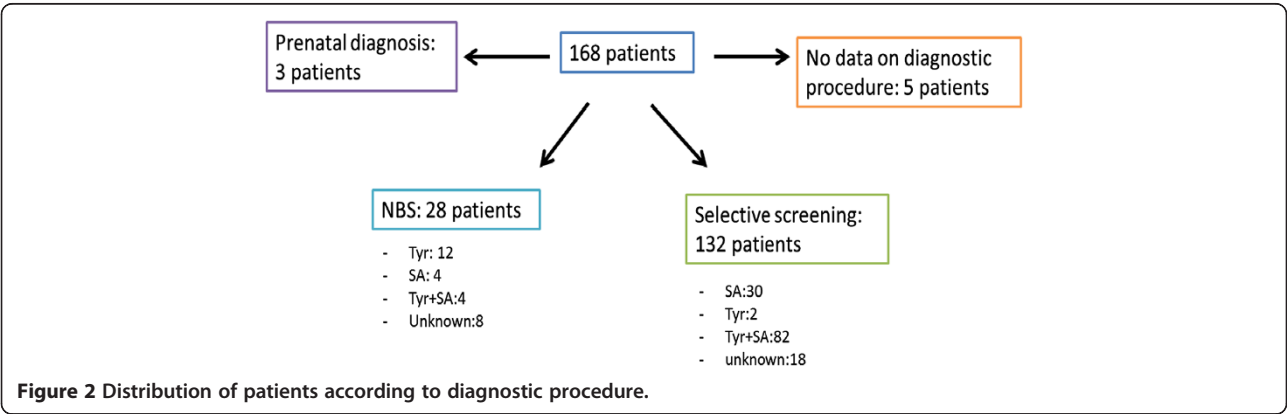 Prenatal diagnosis:
3 patients
168 patients
No data on diagnostic
procedure: 5 patients
NBS: 28 patients
- Tyr: 12
- SA: 4
- Tyr+SA:4
- Unknown:8
Selective screening:
132 patients
- SA:30
- Tyr:2
- Tyr+SA:82
- unknown:18
Figure 2 Distribution of patients according to diagnostic procedure.